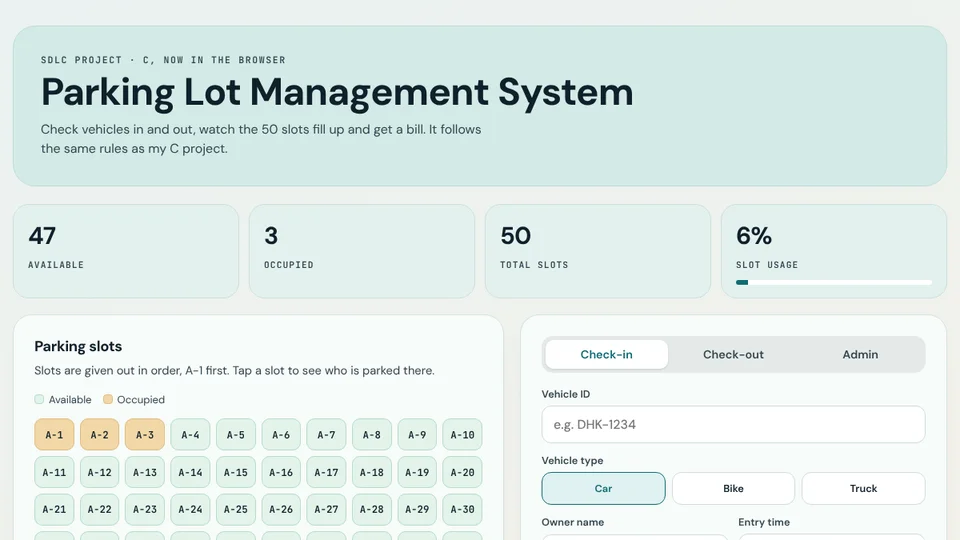 SDLC PROJECT · C, NOW IN THE BROWSER
Parking Lot Management System
Check vehicles in and out, watch the 50 slots fill up and get a bill. It follows
the same rules as my C project.
47
AVAILABLE
3
OCCUPIED
50
TOTAL SLOTS
6%
SLOT USAGE
Parking slots
Slots are given out in order, A-1 first. Tap a slot to see who is parked there.
Available Occupied
A-1 A-2 A-3 A-4 A-5 A-6 A-7 A-8 A-9 A-10
A-11 A-12 A-13 A-14 A-15 A-16 A-17 A-18 A-19 A-20
A-21 A-22 A-23 A-24 A-25 A-26 A-27 A-28 A-29 A-30
Check-in Check-out Admin
Vehicle ID
e.g. DHK-1234
Vehicle type
Car Bike Truck
Owner name Entry time